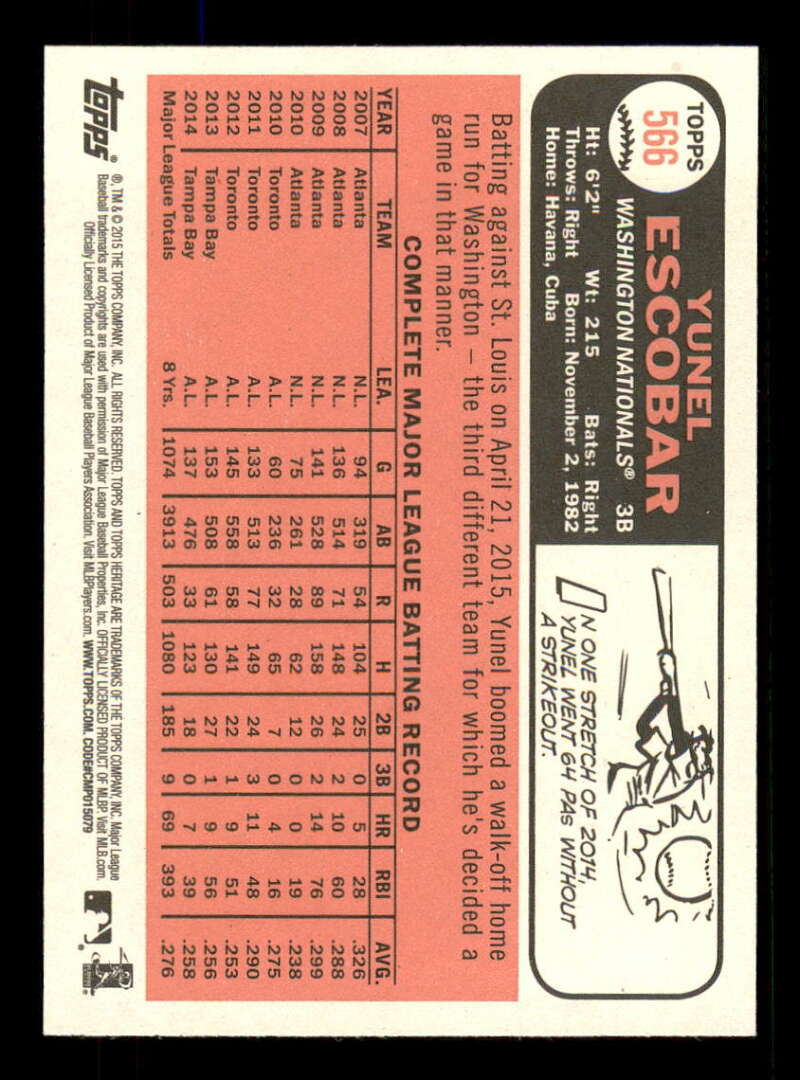 TOPPS
566
YUNEL
ESCOBAR
WASHINGTON NATIONALS® 3B
Ht: 6'2" Wt: 215 Bats: Right
Throws: Right Born: November 2, 1982
Home: Havana, Cuba
IN ONE STRETCH OF 2014,
YUNEL WENT 64 PAS WITHOUT
A STRIKEOUT.
Batting against St. Louis on April 21, 2015, Yunel boomed a walk-off home
run for Washington – the third different team for which he's decided a
game in that manner.
COMPLETE MAJOR LEAGUE BATTING RECORD
YEAR TEAM LEA. G AB R H 2B 3B HR RBI AVG.
2007 Atlanta N.L. 94 319 54 104 25 0 5 28 .326
2008 Atlanta N.L. 136 514 71 148 24 2 10 60 .288
2009 Atlanta N.L. 141 528 89 158 26 2 14 76 .299
2010 Atlanta N.L. 75 261 28 62 12 0 0 19 .238
2010 Toronto A.L. 60 236 32 65 7 0 4 16 .275
2011 Toronto A.L. 133 513 77 149 24 3 11 48 .290
2012 Toronto A.L. 145 558 58 141 22 1 9 51 .253
2013 Tampa Bay A.L. 153 508 61 130 27 1 9 56 .256
2014 Tampa Bay A.L. 137 476 33 123 18 0 7 39 .258
Major League Totals 8 Yrs. 1074 3913 503 1080 185 9 69 393 .276
topps®
®, TM & © 2015 THE TOPPS COMPANY, INC. ALL RIGHTS RESERVED. TOPPS AND TOPPS HERITAGE ARE TRADEMARKS OF THE TOPPS COMPANY, INC. Major League
Baseball trademarks and copyrights are used with permission of Major League Baseball Properties, Inc. OFFICIALLY LICENSED PRODUCT OF MLBP. Visit MLB.com.
Officially Licensed Product of Major League Baseball Players Association. Visit MLBPlayers.com. WWW.TOPPS.COM. CODE#CMP015079